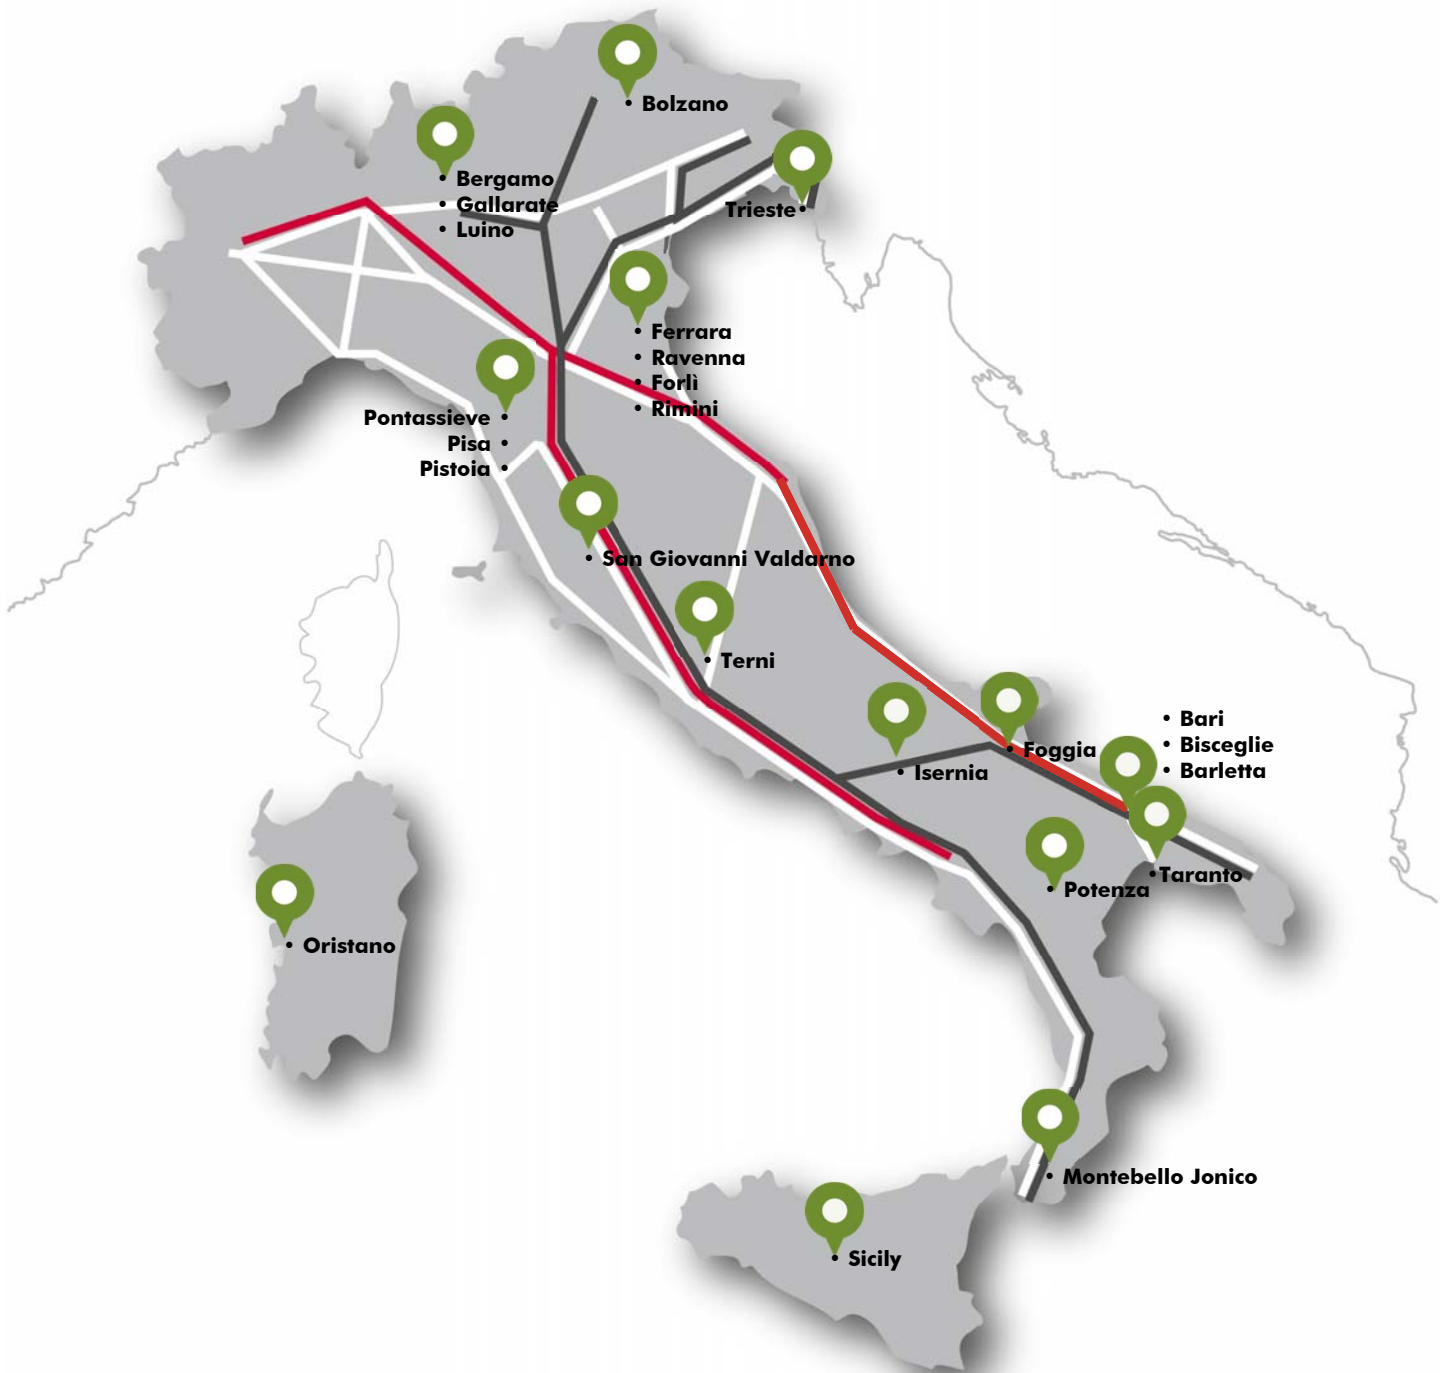 • Bolzano
• Bergamo
• Gallarate
• Luino
Trieste •
• Ferrara
• Ravenna
• Forlì
• Rimini
Pontassieve •
Pisa •
Pistoia •
• San Giovanni Valdarno
• Terni
• Isernia
• Foggia
• Bari
• Bisceglie
• Barletta
• Potenza
•Taranto
• Oristano
• Montebello Jonico
• Sicily